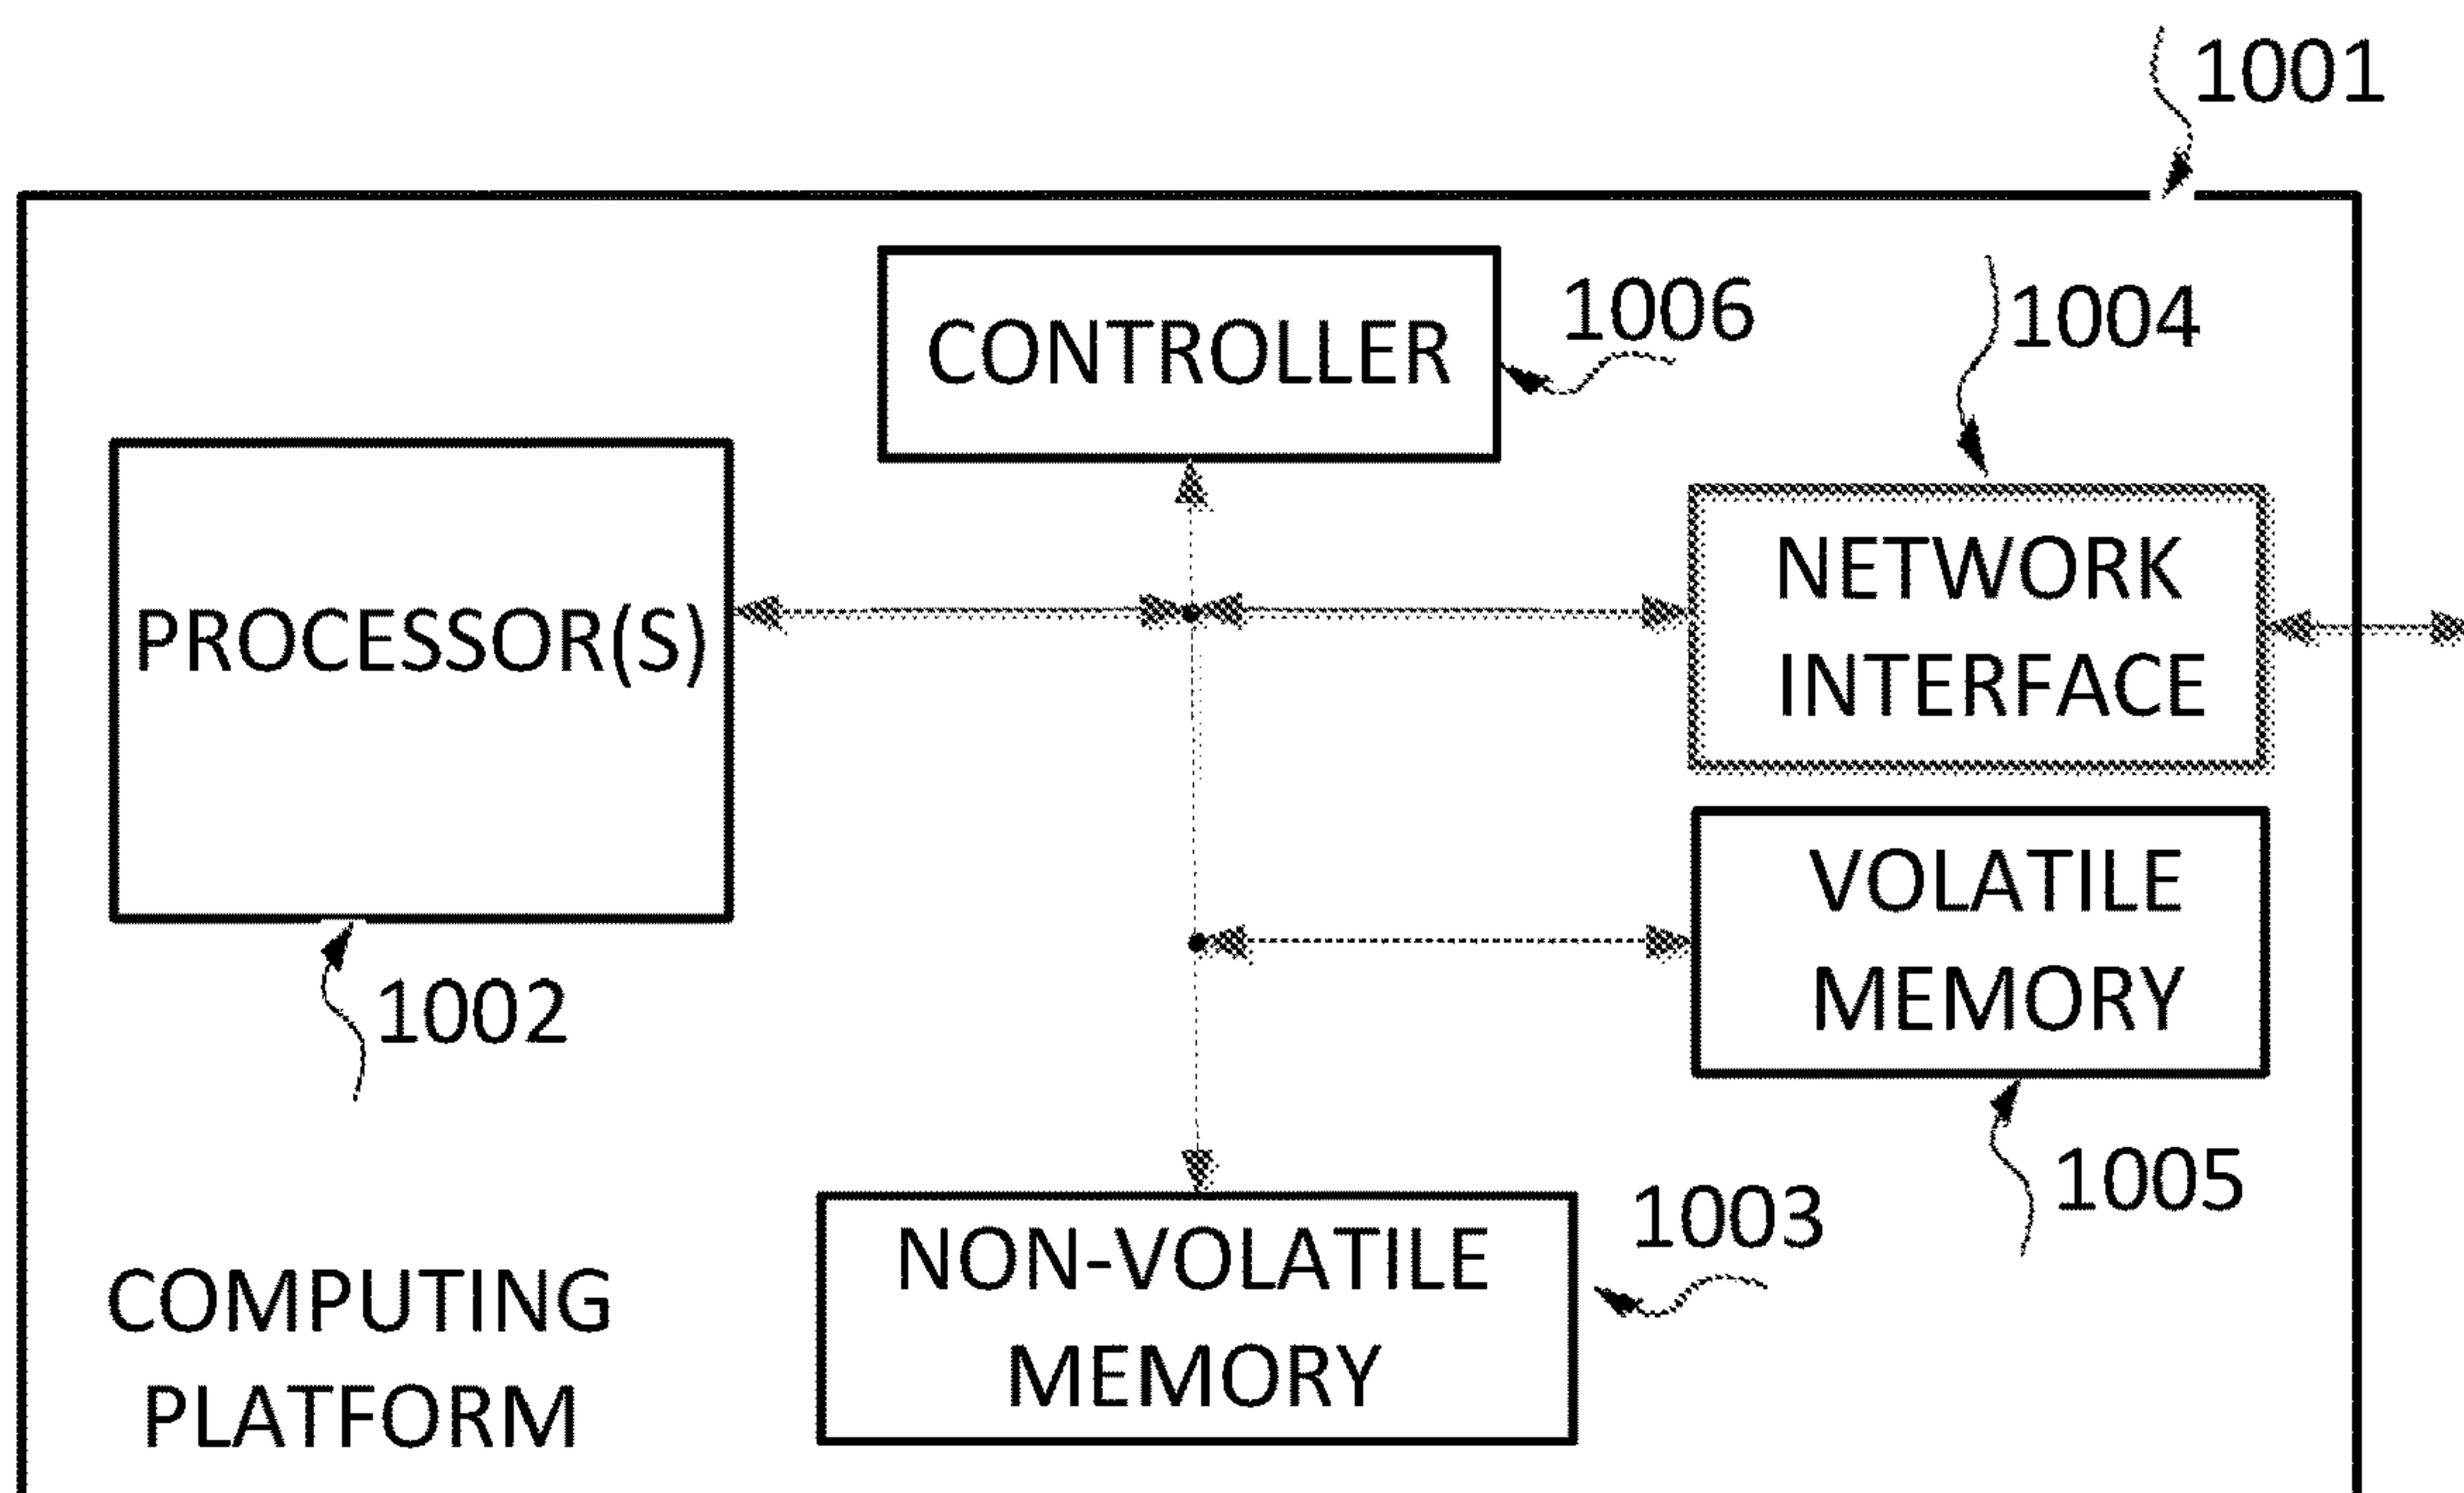 1001
CONTROLLER
1006
1004
PROCESSOR(S)
NETWORK
INTERFACE
VOLATILE
MEMORY
1002
1005
NON-VOLATILE
MEMORY
1003
COMPUTING
PLATFORM